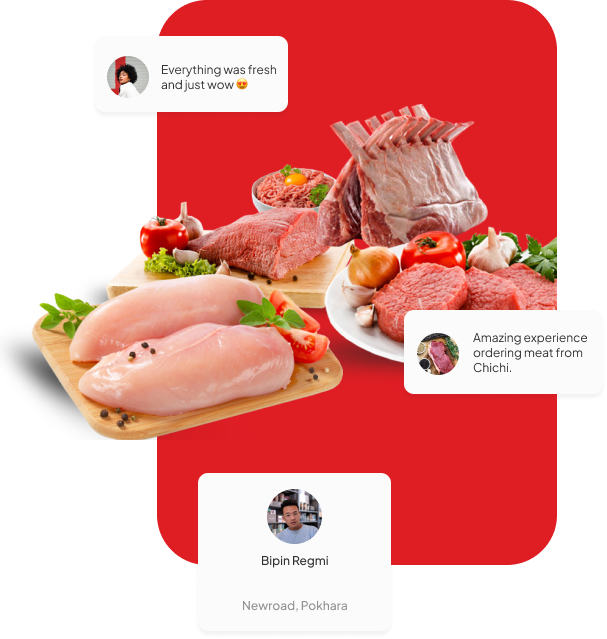 Everything was fresh
and just wow 😍
Amazing experience
ordering meat from
Chichi.
Bipin Regmi
Newroad, Pokhara